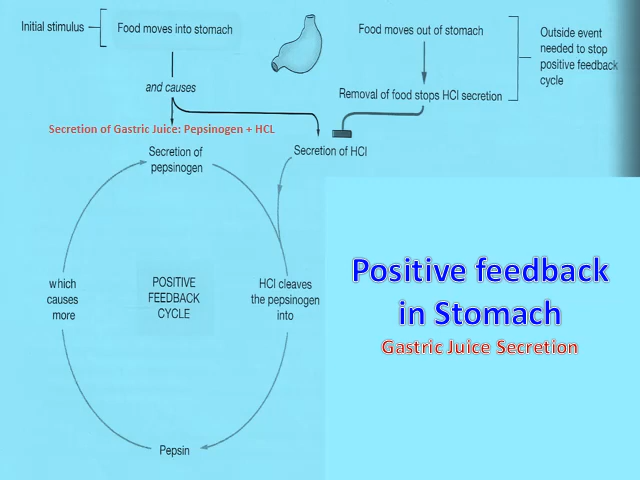 Initial stimulus
Food moves into stomach
Food moves out of stomach
Outside event
needed to stop
positive feedback
cycle
and causes
Removal of food stops HCl secretion
Secretion of Gastric Juice: Pepsinogen + HCL
Secretion of
pepsinogen
Secretion of HCl
which
causes
more
POSITIVE
FEEDBACK
CYCLE
HCl cleaves
the pepsinogen
into
Pepsin
Positive feedback
in Stomach
Gastric Juice Secretion